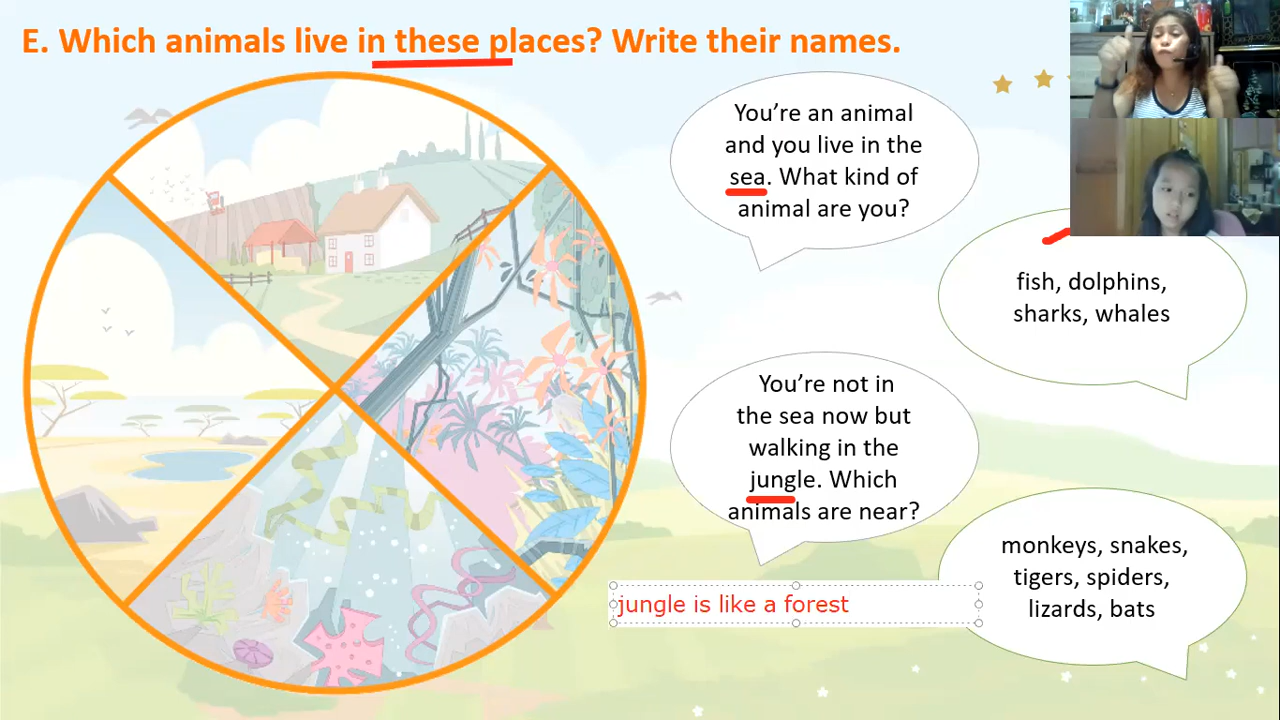 E. Which animals live in these places? Write their names.
You’re an animal
and you live in the
sea. What kind of
animal are you?
fish, dolphins,
sharks, whales
You’re not in
the sea now but
walking in the
jungle. Which
animals are near?
jungle is like a forest
monkeys, snakes,
tigers, spiders,
lizards, bats